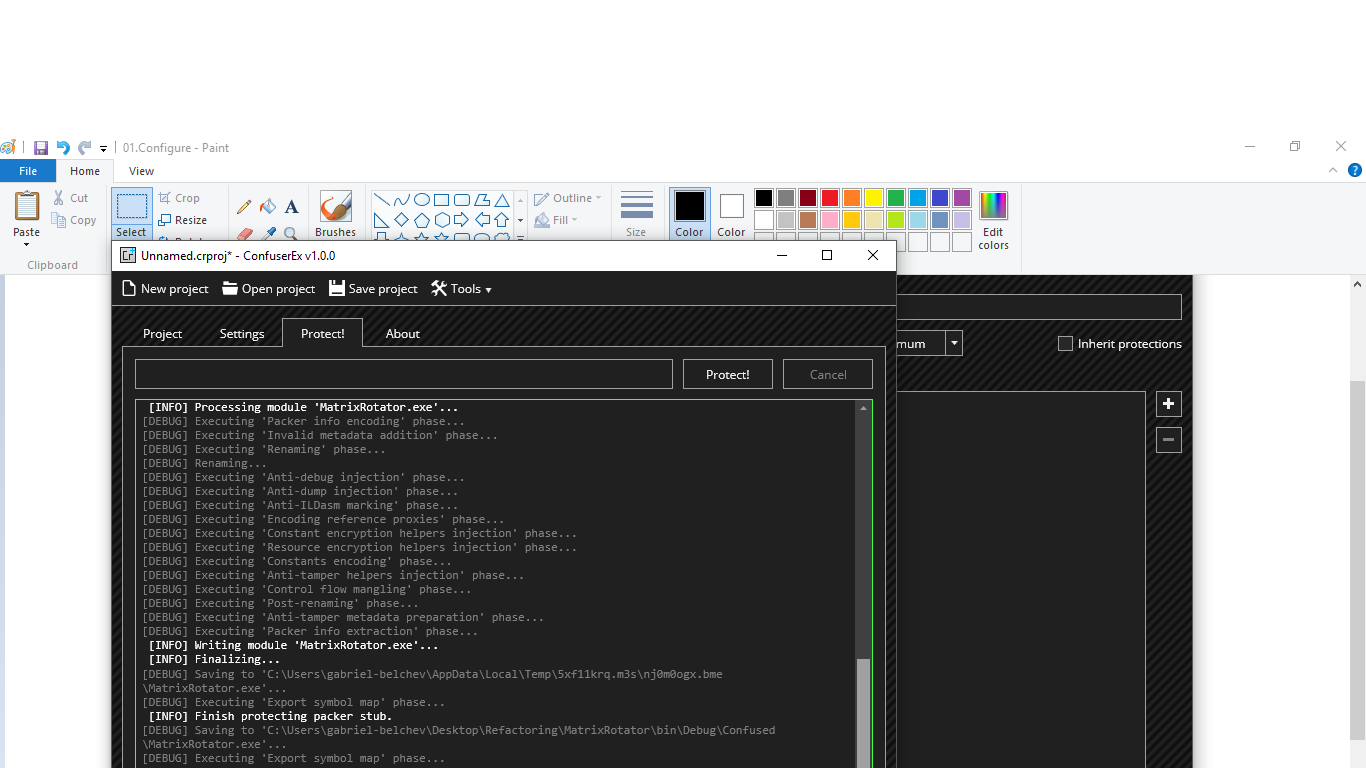 01.Configure - Paint
File Home View
Cut
Copy
Paste
Clipboard
Select
Crop
Resize
Brushes
Outline
Fill
Size
Color
Color
Edit
colors
Unnamed.crproj* - ConfuserEx v1.0.0
New project Open project Save project Tools
Project Settings Protect! About
Protect! Cancel
[INFO] Processing module 'MatrixRotator.exe'...
[DEBUG] Executing 'Packer info encoding' phase...
[DEBUG] Executing 'Invalid metadata addition' phase...
[DEBUG] Executing 'Renaming' phase...
[DEBUG] Renaming...
[DEBUG] Executing 'Anti-debug injection' phase...
[DEBUG] Executing 'Anti-dump injection' phase...
[DEBUG] Executing 'Anti-ILDasm marking' phase...
[DEBUG] Executing 'Encoding reference proxies' phase...
[DEBUG] Executing 'Constant encryption helpers injection' phase...
[DEBUG] Executing 'Resource encryption helpers injection' phase...
[DEBUG] Executing 'Constants encoding' phase...
[DEBUG] Executing 'Anti-tamper helpers injection' phase...
[DEBUG] Executing 'Control flow mangling' phase...
[DEBUG] Executing 'Post-renaming' phase...
[DEBUG] Executing 'Anti-tamper metadata preparation' phase...
[DEBUG] Executing 'Packer info extraction' phase...
[INFO] Writing module 'MatrixRotator.exe'...
[INFO] Finalizing...
[DEBUG] Saving to 'C:\Users\gabriel-belchev\AppData\Local\Temp\5xf11krq.m3s\nj0m0ogx.bme
\MatrixRotator.exe'...
[DEBUG] Executing 'Export symbol map' phase...
[INFO] Finish protecting packer stub.
[DEBUG] Saving to 'C:\Users\gabriel-belchev\Desktop\Refactoring\MatrixRotator\bin\Debug\Confused
\MatrixRotator.exe'...
[DEBUG] Executing 'Export symbol map' phase...
mum
Inherit protections